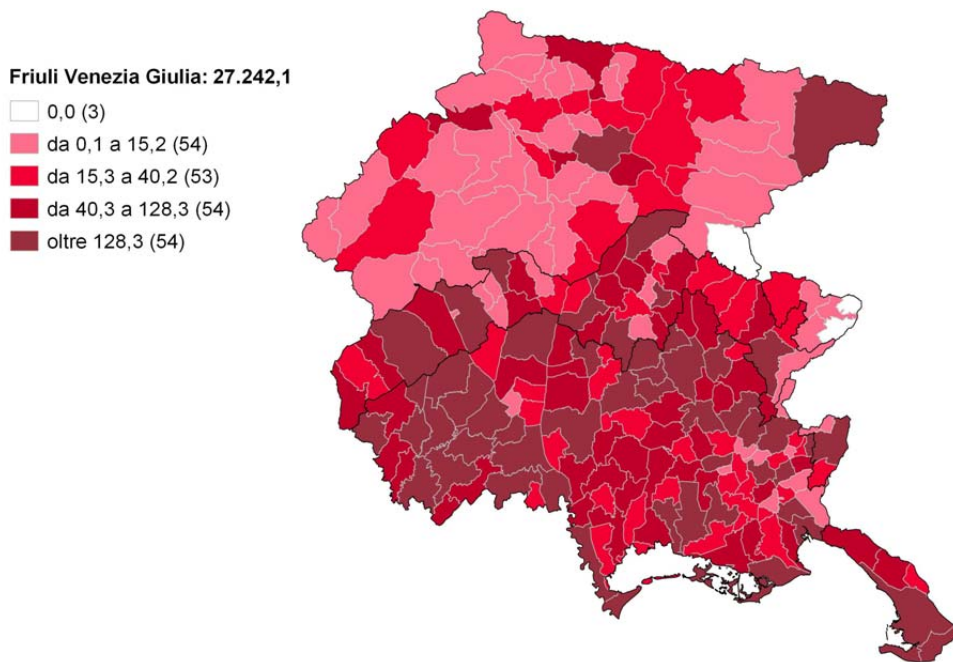 Friuli Venezia Giulia: 27.242,1
0,0 (3)
da 0,1 a 15,2 (54)
da 15,3 a 40,2 (53)
da 40,3 a 128,3 (54)
oltre 128,3 (54)